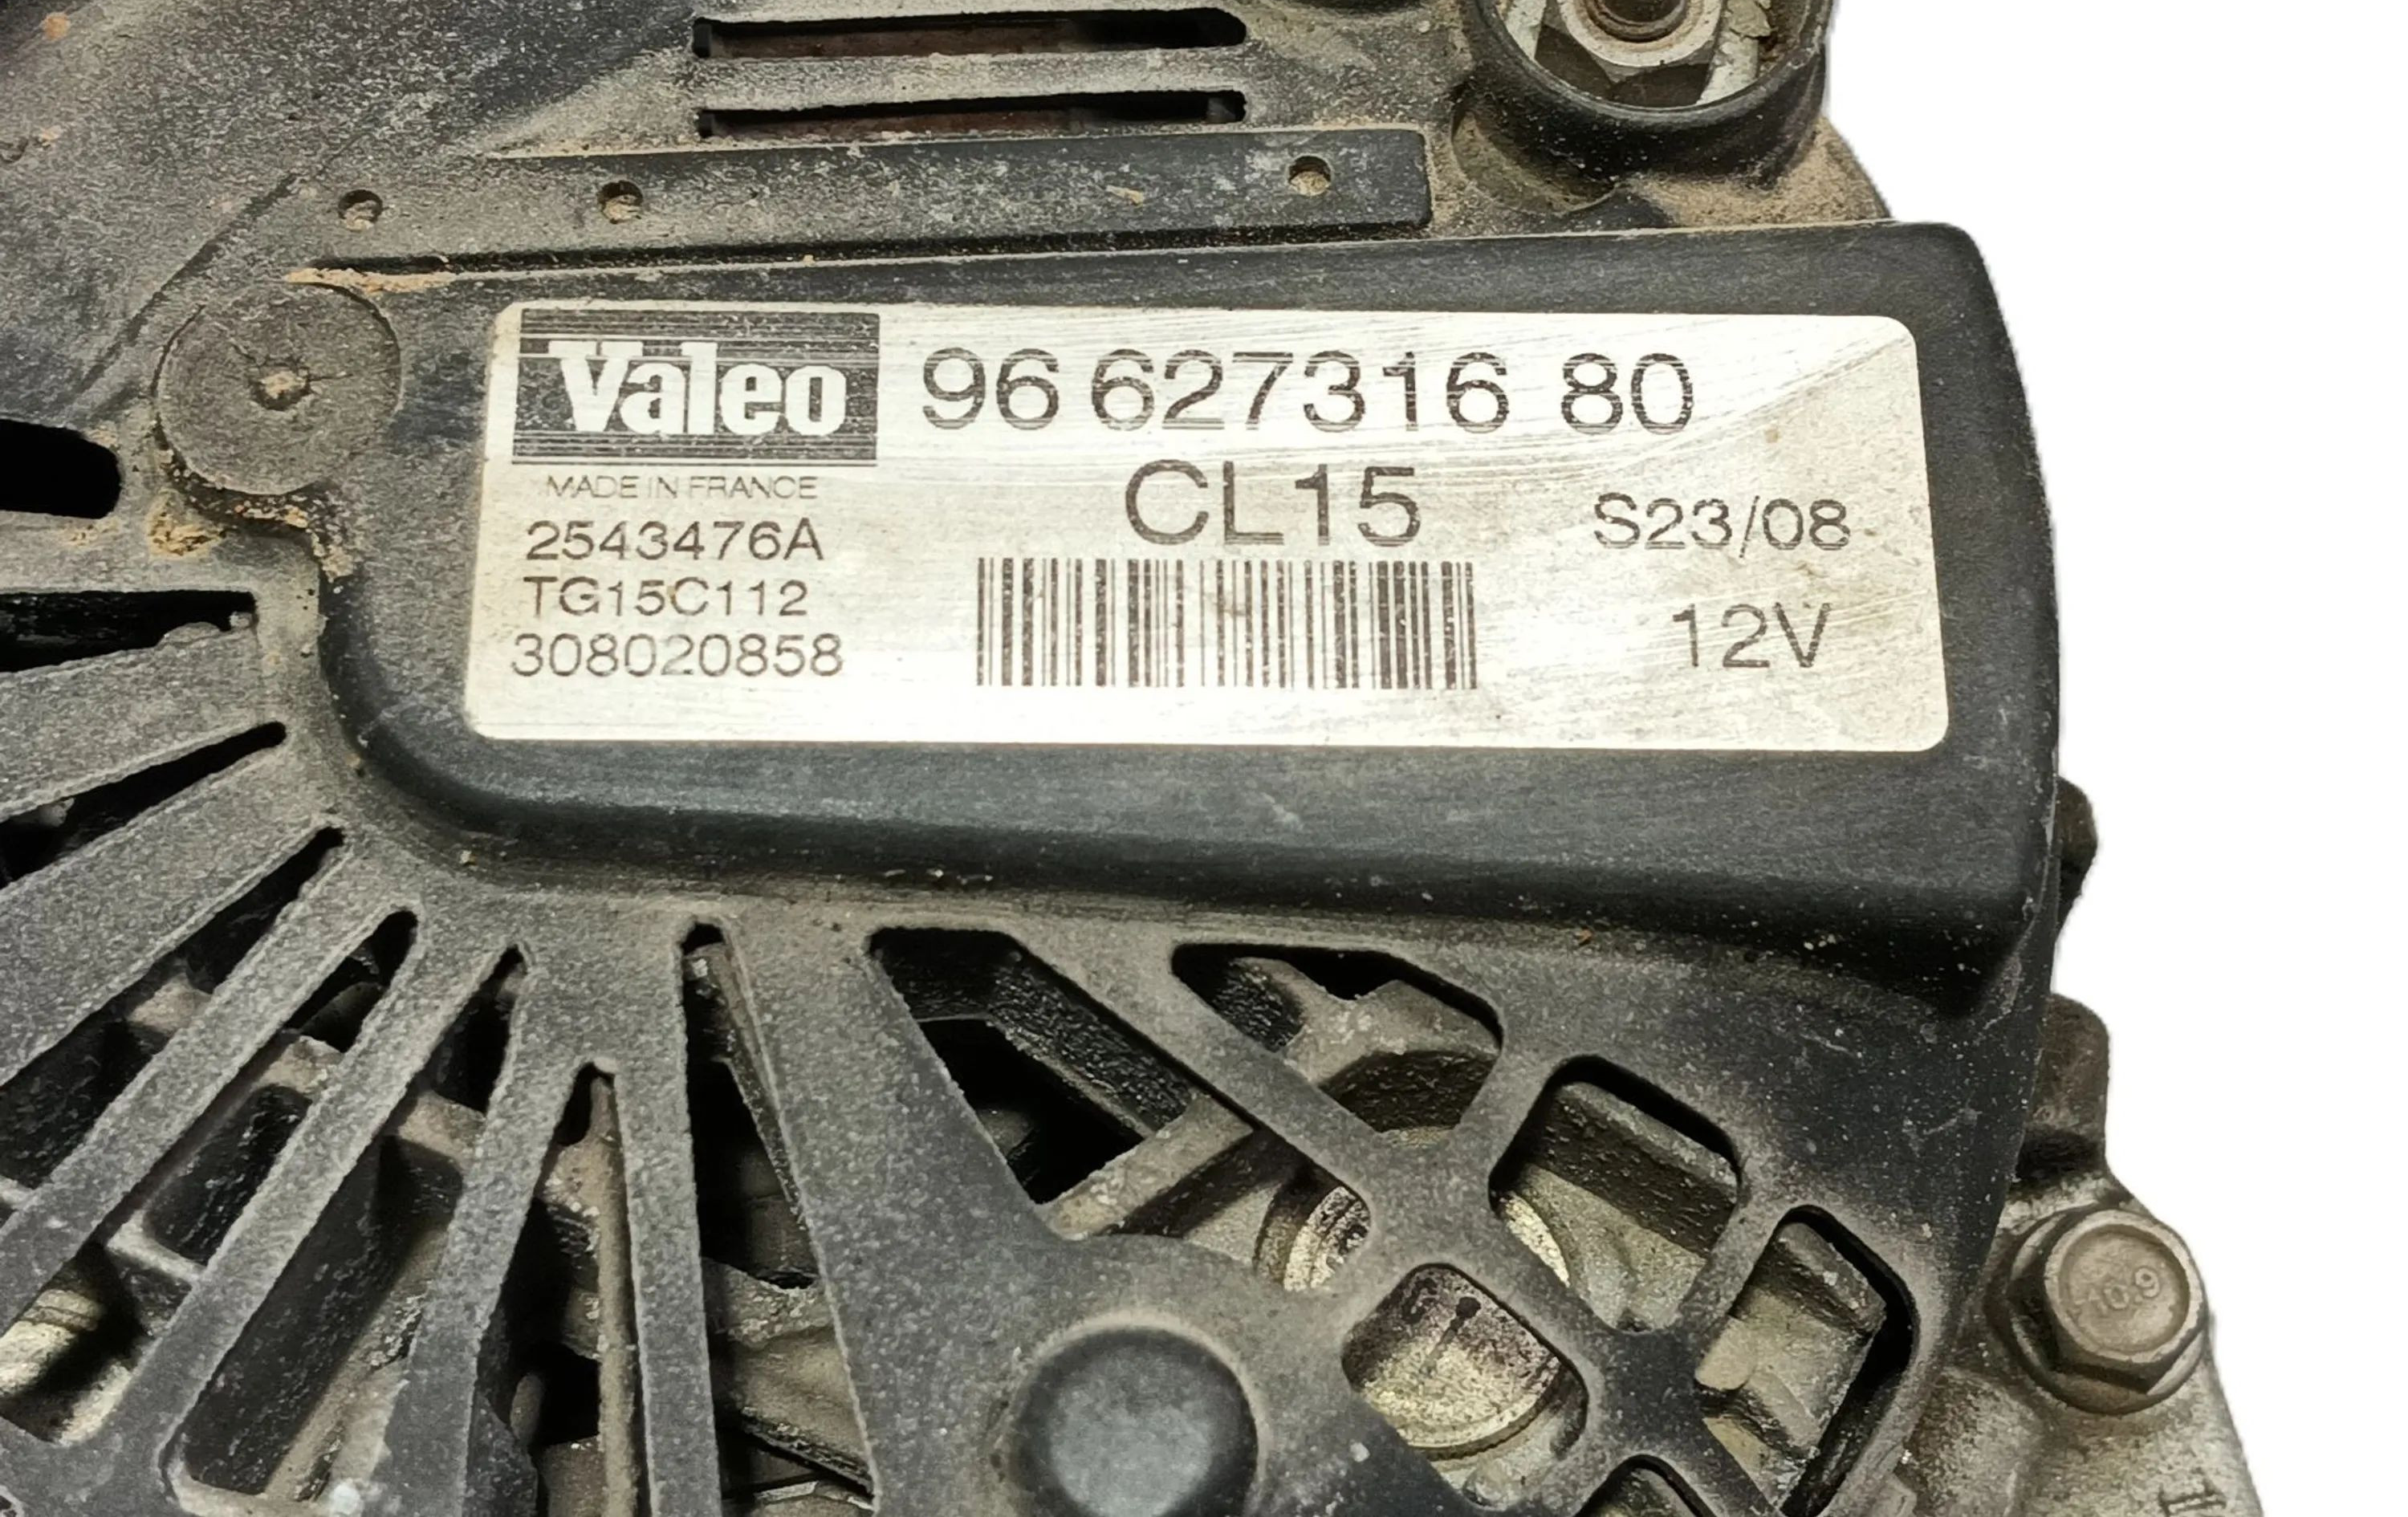 Valeo 96 627316 80
MADE IN FRANCE
CL15
S23/08
2543476A
TG15C112
12V
308020858
10.9